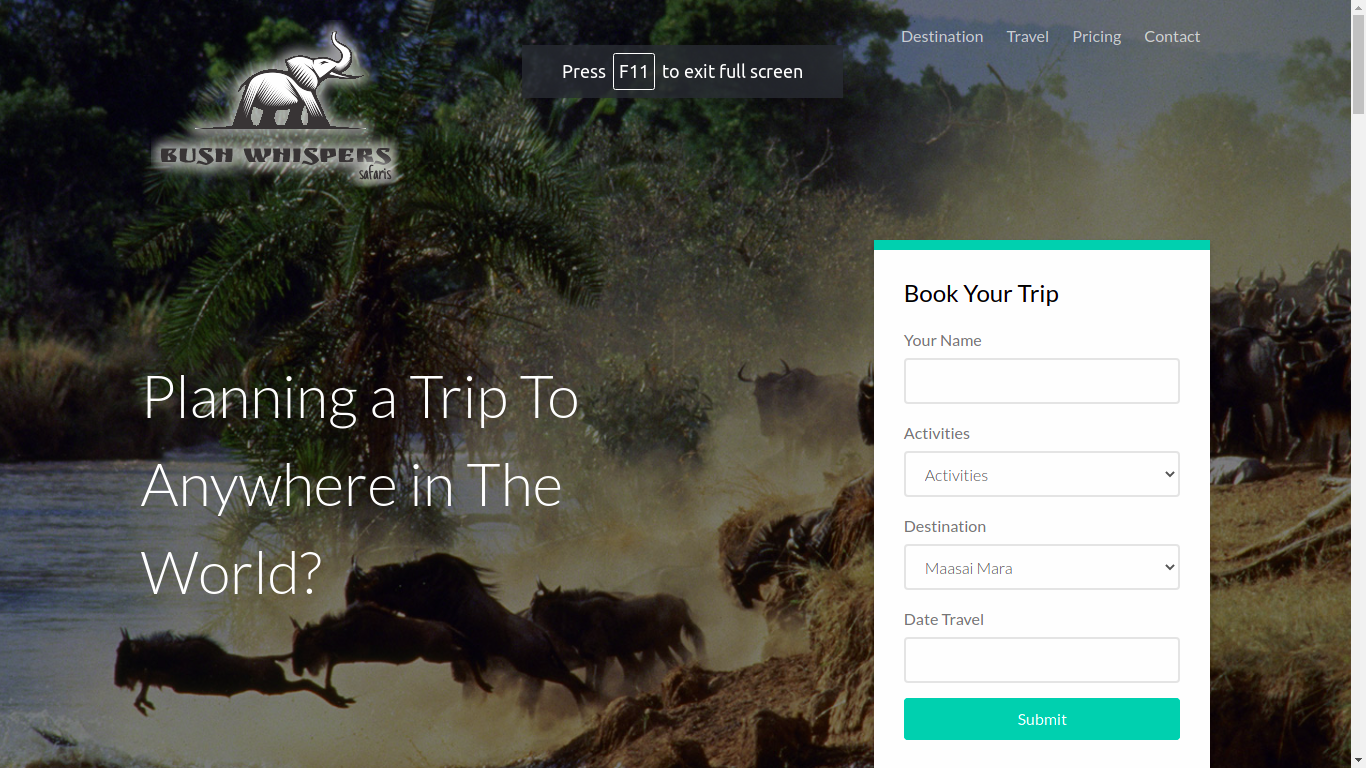 Destination Travel Pricing Contact
Press F11 to exit full screen
BUSH WHISPERS
safaris
Planning a Trip To
Anywhere in The
World?
Book Your Trip
Your Name
Activities
Activities
Destination
Maasai Mara
Date Travel
Submit